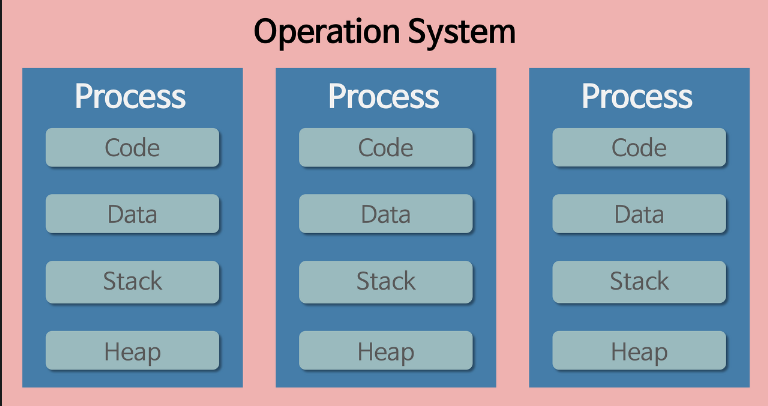 Operation System
Process
Code
Data
Stack
Heap
Process
Code
Data
Stack
Heap
Process
Code
Data
Stack
Heap